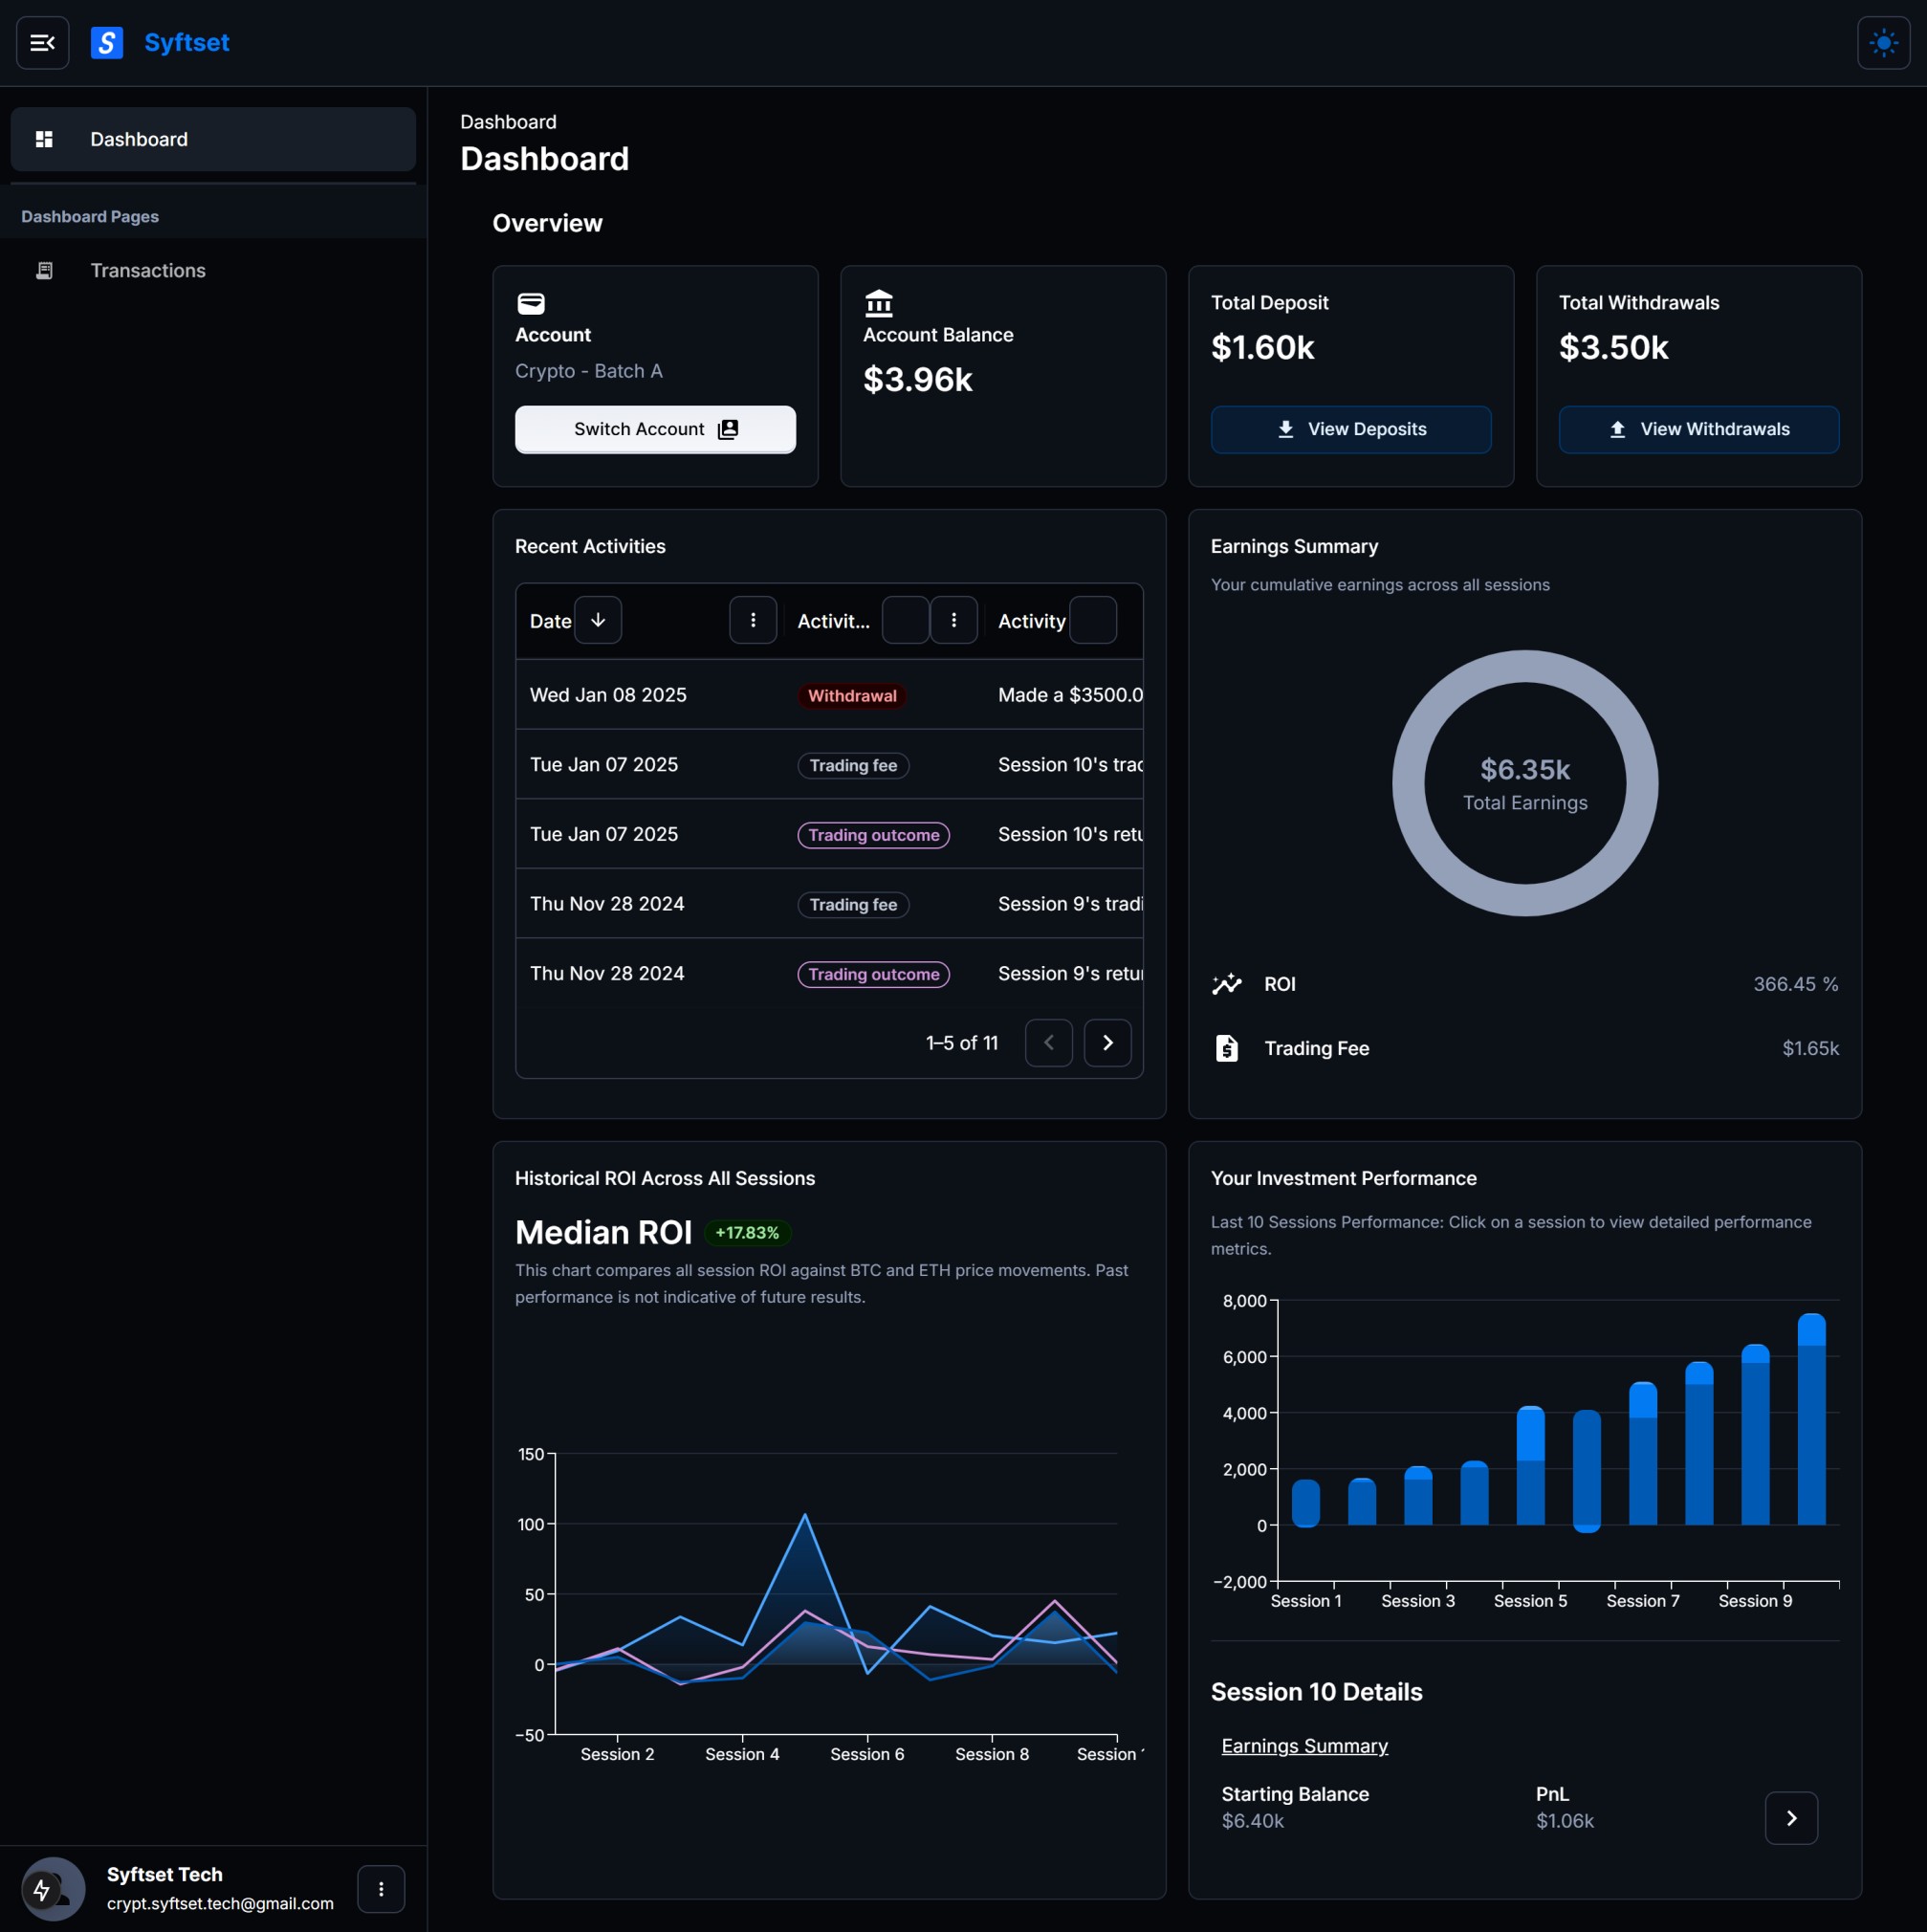 S Syftset
Dashboard
Dashboard Pages
Transactions
Dashboard
Dashboard
Overview
Account
Crypto - Batch A
Switch Account
Account Balance
$3.96k
Total Deposit
$1.60k
View Deposits
Total Withdrawals
$3.50k
View Withdrawals
Recent Activities
Date Activit... Activity
Wed Jan 08 2025 Withdrawal Made a $3500.0
Tue Jan 07 2025 Trading fee Session 10's trad
Tue Jan 07 2025 Trading outcome Session 10's retu
Thu Nov 28 2024 Trading fee Session 9's tradi
Thu Nov 28 2024 Trading outcome Session 9's retur
1–5 of 11
Earnings Summary
Your cumulative earnings across all sessions
$6.35k
Total Earnings
ROI 366.45 %
Trading Fee $1.65k
Historical ROI Across All Sessions
Median ROI +17.83%
This chart compares all session ROI against BTC and ETH price movements. Past
performance is not indicative of future results.
150
100
50
0
−50
Session 2 Session 4 Session 6 Session 8 Session 1
Your Investment Performance
Last 10 Sessions Performance: Click on a session to view detailed performance
metrics.
8,000
6,000
4,000
2,000
0
−2,000
Session 1 Session 3 Session 5 Session 7 Session 9
Session 10 Details
Earnings Summary
Starting Balance PnL
$6.40k $1.06k
Syftset Tech
crypt.syftset.tech@gmail.com